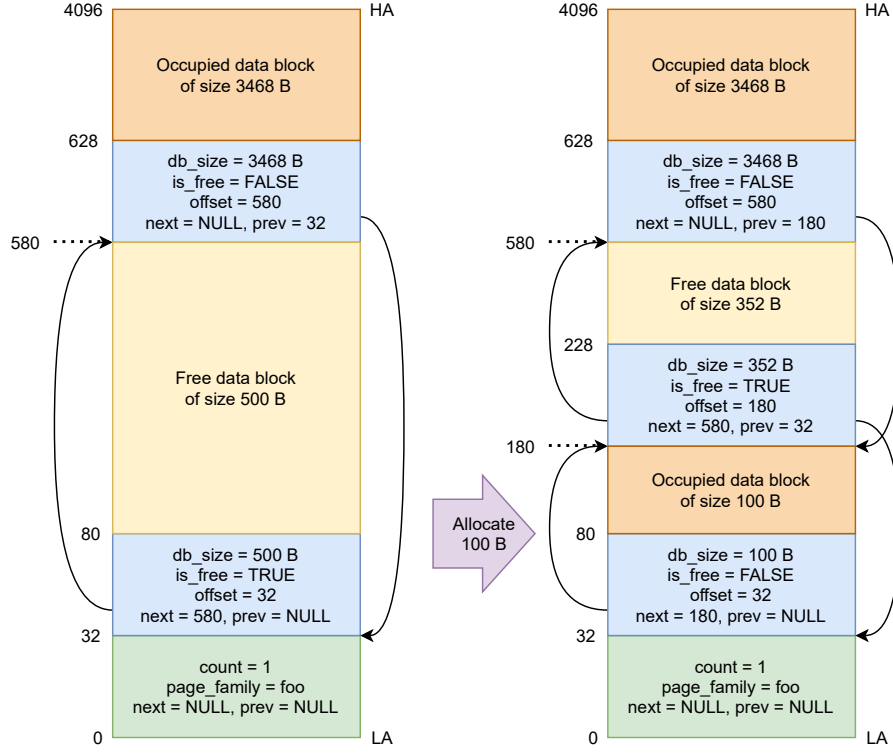 4096
HA
Occupied data block
of size 3468 B
628
db_size = 3468 B
is_free = FALSE
offset = 580
next = NULL, prev = 32
580
Free data block
of size 500 B
80
db_size = 500 B
is_free = TRUE
offset = 32
next = 580, prev = NULL
32
count = 1
page_family = foo
next = NULL, prev = NULL
0
LA
Allocate
100 B
4096
HA
Occupied data block
of size 3468 B
628
db_size = 3468 B
is_free = FALSE
offset = 580
next = NULL, prev = 180
580
Free data block
of size 352 B
228
db_size = 352 B
is_free = TRUE
offset = 180
next = 580, prev = 32
180
Occupied data block
of size 100 B
80
db_size = 100 B
is_free = FALSE
offset = 32
next = 180, prev = NULL
32
count = 1
page_family = foo
next = NULL, prev = NULL
0
LA